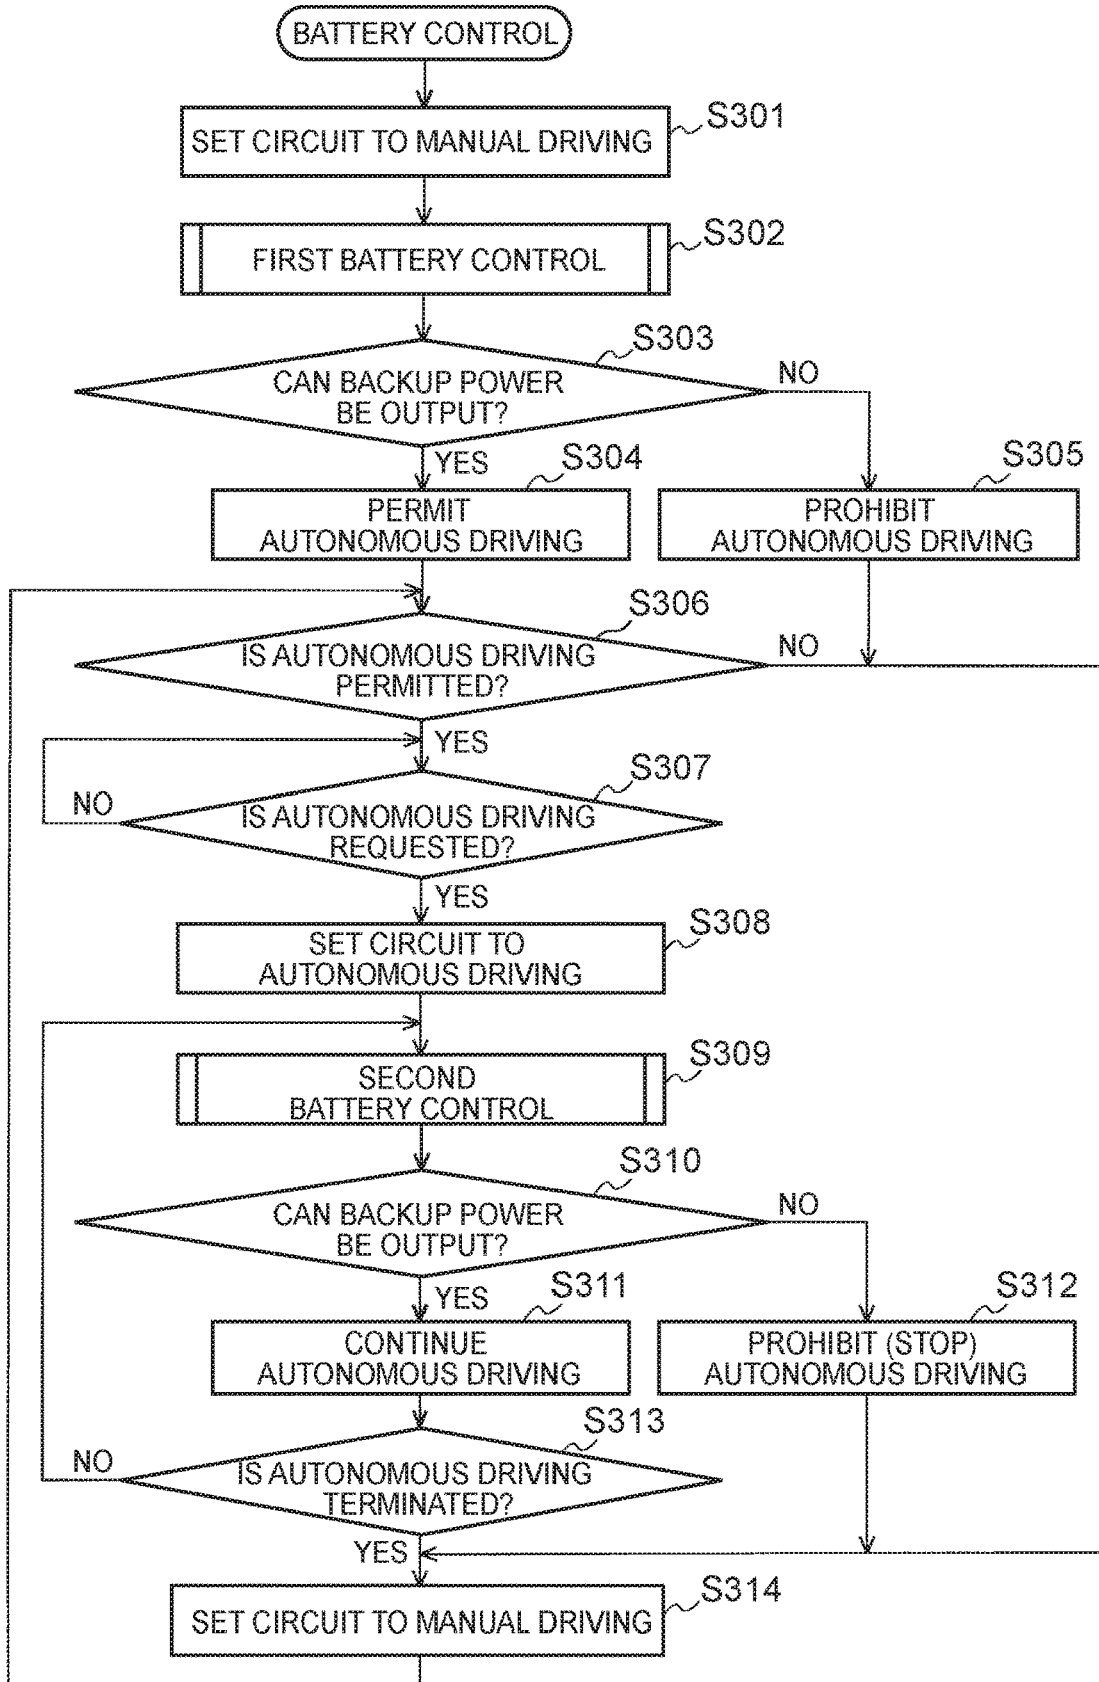 BATTERY CONTROL
SET CIRCUIT TO MANUAL DRIVING
S301
FIRST BATTERY CONTROL
S302
S303
CAN BACKUP POWER
BE OUTPUT?
NO
YES
S304
PERMIT
AUTONOMOUS DRIVING
S305
PROHIBIT
AUTONOMOUS DRIVING
S306
IS AUTONOMOUS DRIVING
PERMITTED?
NO
YES
S307
IS AUTONOMOUS DRIVING
REQUESTED?
NO
YES
S308
SET CIRCUIT TO
AUTONOMOUS DRIVING
S309
SECOND
BATTERY CONTROL
S310
CAN BACKUP POWER
BE OUTPUT?
NO
YES
S311
CONTINUE
AUTONOMOUS DRIVING
S312
PROHIBIT (STOP)
AUTONOMOUS DRIVING
S313
IS AUTONOMOUS DRIVING
TERMINATED?
NO
YES
S314
SET CIRCUIT TO MANUAL DRIVING